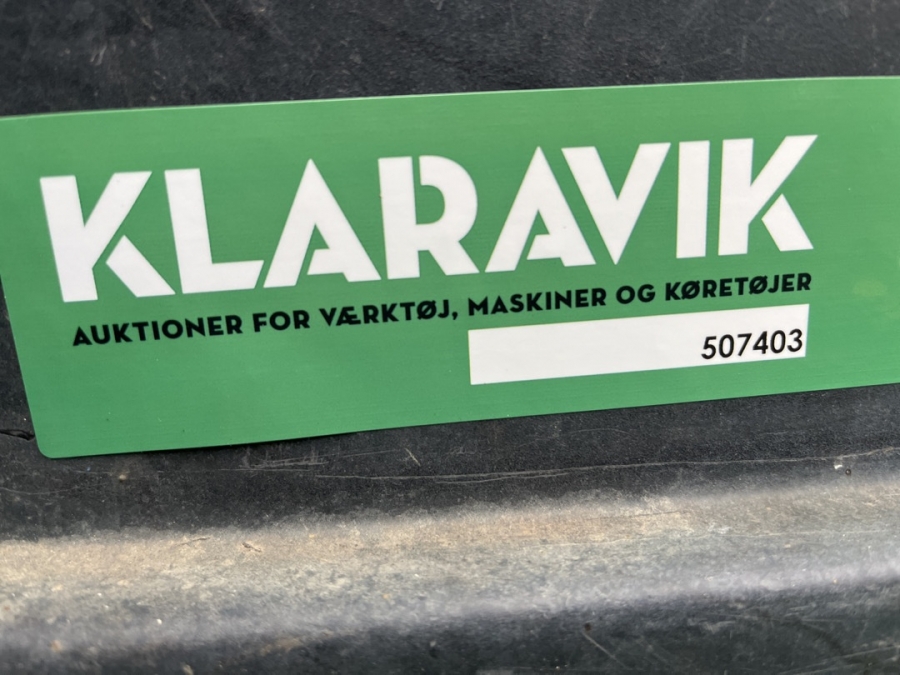 KLARAVIK
AUKTIONER FOR VÆRKTØJ, MASKINER OG KØRETØJER
507403